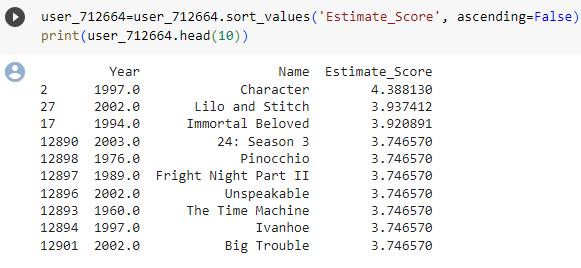 user_712664=user_712664.sort_values('Estimate_Score', ascending=False)
print(user_712664.head(10))
Year Name Estimate_Score
2 1997.0 Character 4.388130
27 2002.0 Lilo and Stitch 3.937412
17 1994.0 Immortal Beloved 3.920891
12890 2003.0 24: Season 3 3.746570
12898 1976.0 Pinocchio 3.746570
12897 1989.0 Fright Night Part II 3.746570
12896 2002.0 Unspeakable 3.746570
12893 1960.0 The Time Machine 3.746570
12894 1997.0 Ivanhoe 3.746570
12901 2002.0 Big Trouble 3.746570